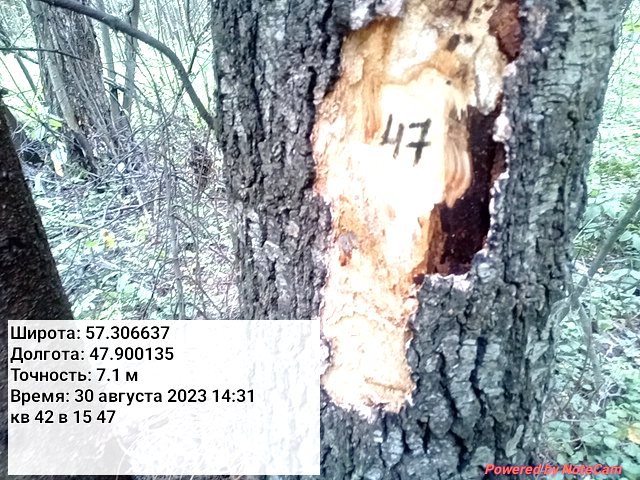 47
Широта: 57.306637
Долгота: 47.900135
Точность: 7.1 м
Время: 30 августа 2023 14:31
кв 42 в 15 47
Powered by NoteCam